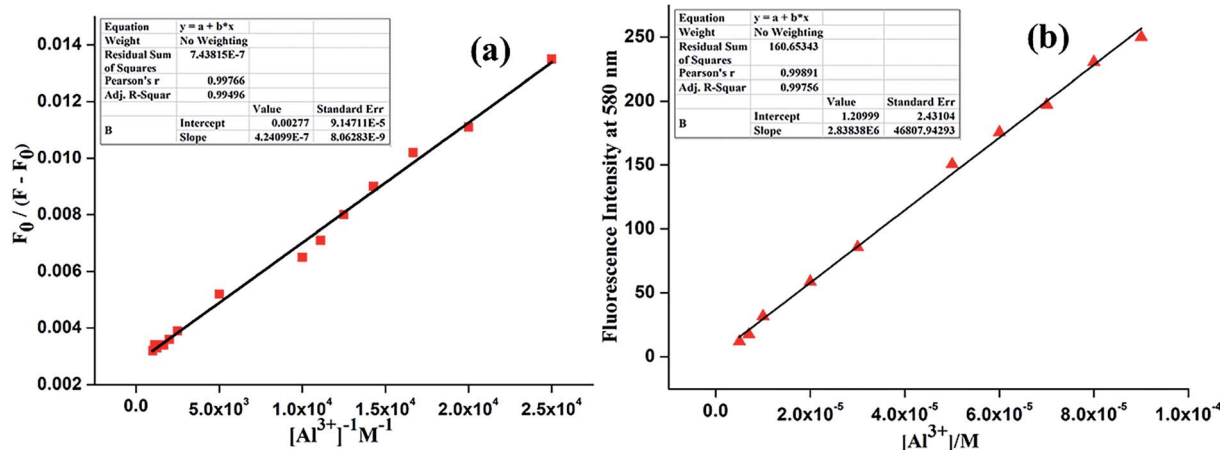 (a)
Equation y = a + b*x
Weight No Weighting
Residual Sum of Squares 7.43815E-7
Pearson's r 0.99766
Adj. R-Squar 0.99496
Value Standard Err
B Intercept 0.00277 9.14711E-5
Slope 4.24099E-7 8.06283E-9
F0 / (F - F0)
0.014
0.012
0.010
0.008
0.006
0.004
0.002
0.0 5.0x10³ 1.0x10⁴ 1.5x10⁴ 2.0x10⁴ 2.5x10⁴
[Al³⁺]⁻¹M⁻¹
(b)
Equation y = a + b*x
Weight No Weighting
Residual Sum of Squares 160.65343
Pearson's r 0.99891
Adj. R-Squar 0.99756
Value Standard Err
B Intercept 1.20999 2.43104
Slope 2.83838E6 46807.94293
Fluorescence Intensity at 580 nm
250
200
150
100
50
0
0.0 2.0x10⁻⁵ 4.0x10⁻⁵ 6.0x10⁻⁵ 8.0x10⁻⁵ 1.0x10⁻⁴
[Al³⁺]/M